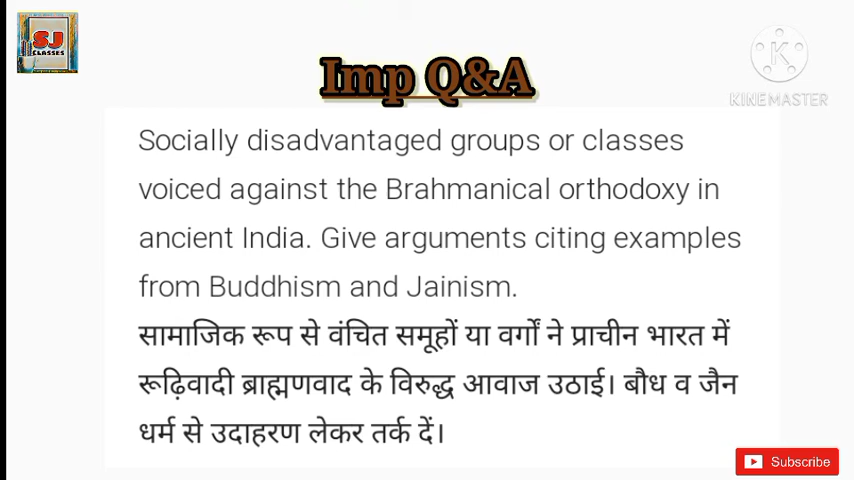 SJ
CLASSES
Imp Q&A
KINEMASTER
Socially disadvantaged groups or classes
voiced against the Brahmanical orthodoxy in
ancient India. Give arguments citing examples
from Buddhism and Jainism.
सामाजिक रूप से वंचित समूहों या वर्गों ने प्राचीन भारत में
रूढ़िवादी ब्राह्मणवाद के विरुद्ध आवाज उठाई। बौध व जैन
धर्म से उदाहरण लेकर तर्क दें।
Subscribe